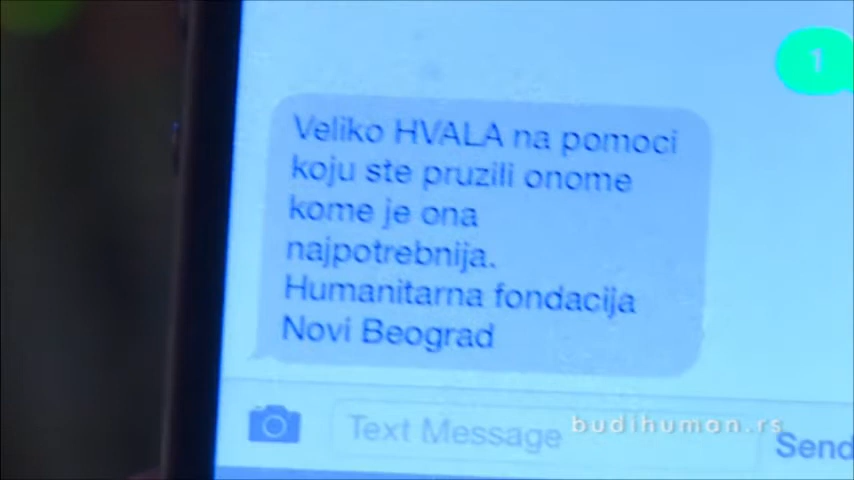 1
Veliko HVALA na pomoci
koju ste pruzili onome
kome je ona
najpotrebnija.
Humanitarna fondacija
Novi Beograd
Text Message
Send
budihuman.rs